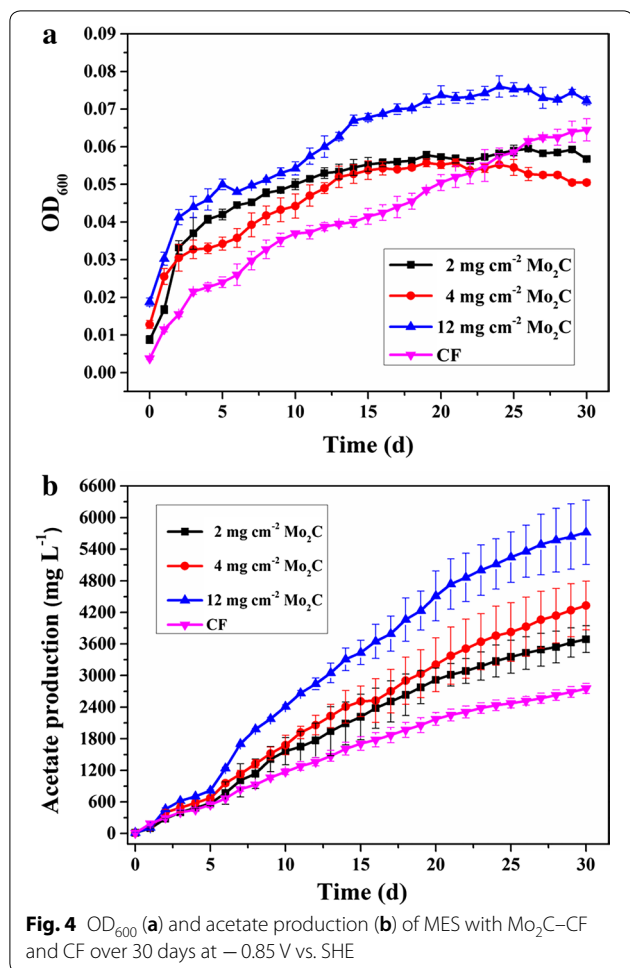 a
0.09
0.08
0.07
0.06
0.05
0.04
0.03
0.02
0.01
0.00
OD₆₀₀
2 mg cm⁻² Mo₂C
4 mg cm⁻² Mo₂C
12 mg cm⁻² Mo₂C
CF
0 5 10 15 20 25 30
Time (d)
b
6600
6000
5400
4800
4200
3600
3000
2400
1800
1200
600
0
Acetate production (mg L⁻¹)
2 mg cm⁻² Mo₂C
4 mg cm⁻² Mo₂C
12 mg cm⁻² Mo₂C
CF
0 5 10 15 20 25 30
Time (d)
Fig. 4 OD₆₀₀ (a) and acetate production (b) of MES with Mo₂C–CF
and CF over 30 days at − 0.85 V vs. SHE